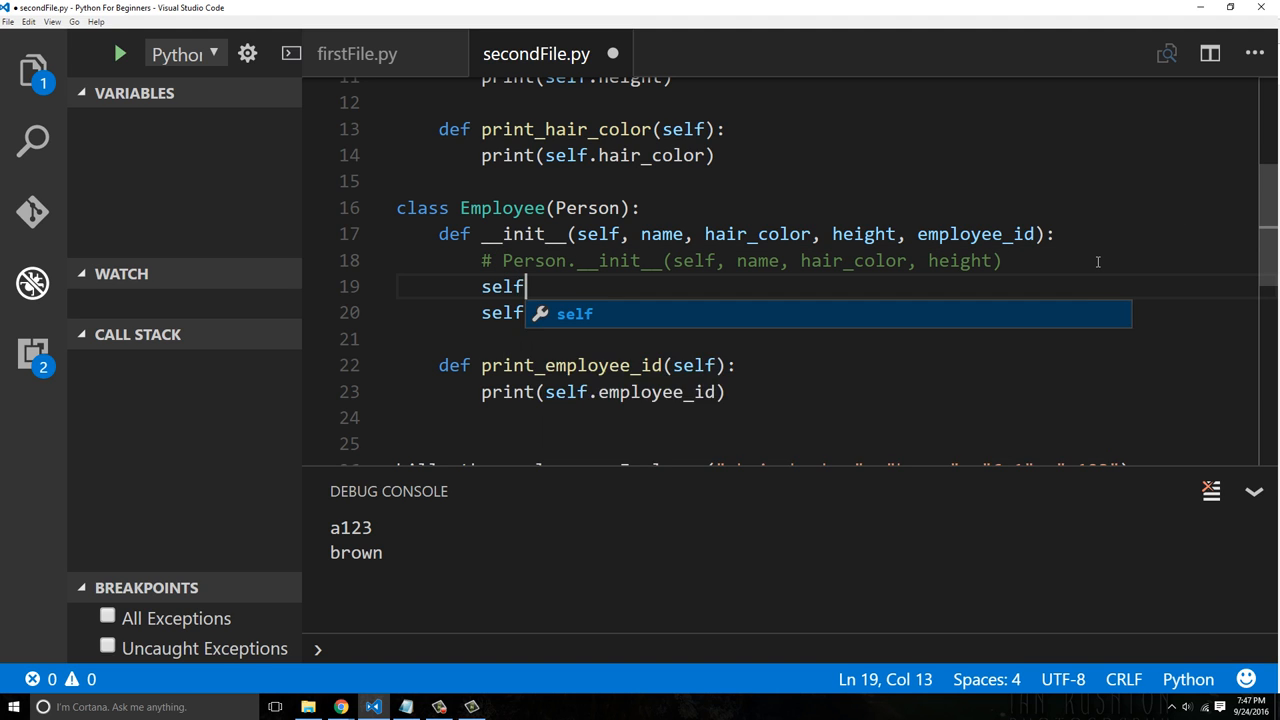 ● secondFile.py - Python For Beginners - Visual Studio Code
File Edit View Go Help
Python
firstFile.py
secondFile.py
1
VARIABLES
WATCH
CALL STACK
2
BREAKPOINTS
All Exceptions
Uncaught Exceptions
11 print(self.height)
12
13 def print_hair_color(self):
14 print(self.hair_color)
15
16 class Employee(Person):
17 def __init__(self, name, hair_color, height, employee_id):
18 # Person.__init__(self, name, hair_color, height)
19 self
self
20 self
21
22 def print_employee_id(self):
23 print(self.employee_id)
24
25
DEBUG CONSOLE
a123
brown
0 0
Ln 19, Col 13 Spaces: 4 UTF-8 CRLF Python
I'm Cortana. Ask me anything.
7:47 PM
9/24/2016